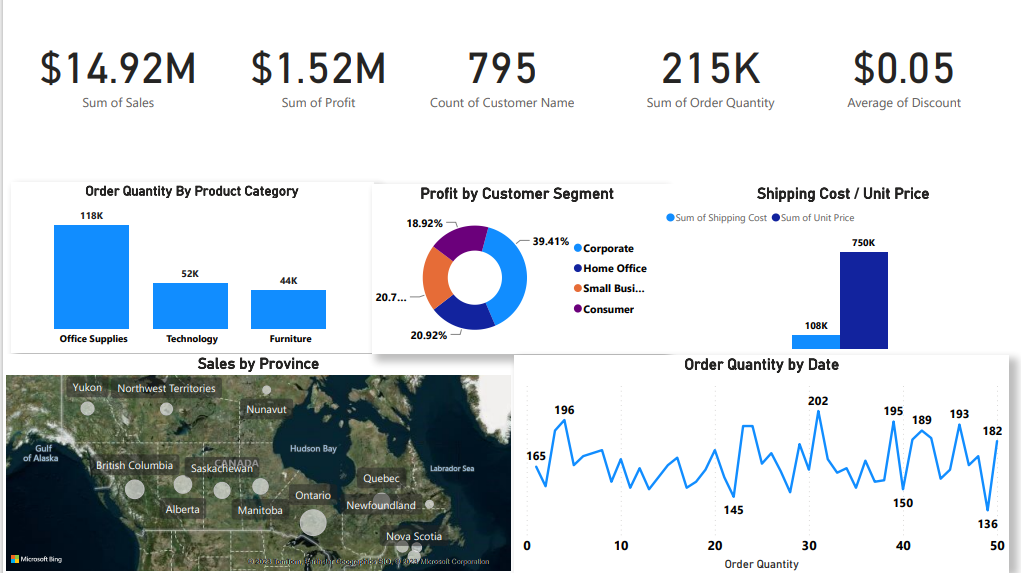 $14.92M
Sum of Sales
$1.52M
Sum of Profit
795
Count of Customer Name
215K
Sum of Order Quantity
$0.05
Average of Discount
Order Quantity By Product Category
118K
52K
44K
Office Supplies
Technology
Furniture
Profit by Customer Segment
18.92%
39.41%
20.7...
20.92%
Corporate
Home Office
Small Busi...
Consumer
Shipping Cost / Unit Price
Sum of Shipping Cost
Sum of Unit Price
750K
108K
Sales by Province
Yukon
Northwest Territories
Nunavut
Gulf
of Alaska
Hudson Bay
CANADA
British Columbia
Saskachewan
Labrador Sea
Alberta
Manitoba
Ontario
Quebec
Newfoundland
Nova Scotia
Microsoft Bing
Microsoft Corporation
Order Quantity by Date
165
196
145
202
195
150
189
193
136
182
0 10 20 30 40 50
Order Quantity